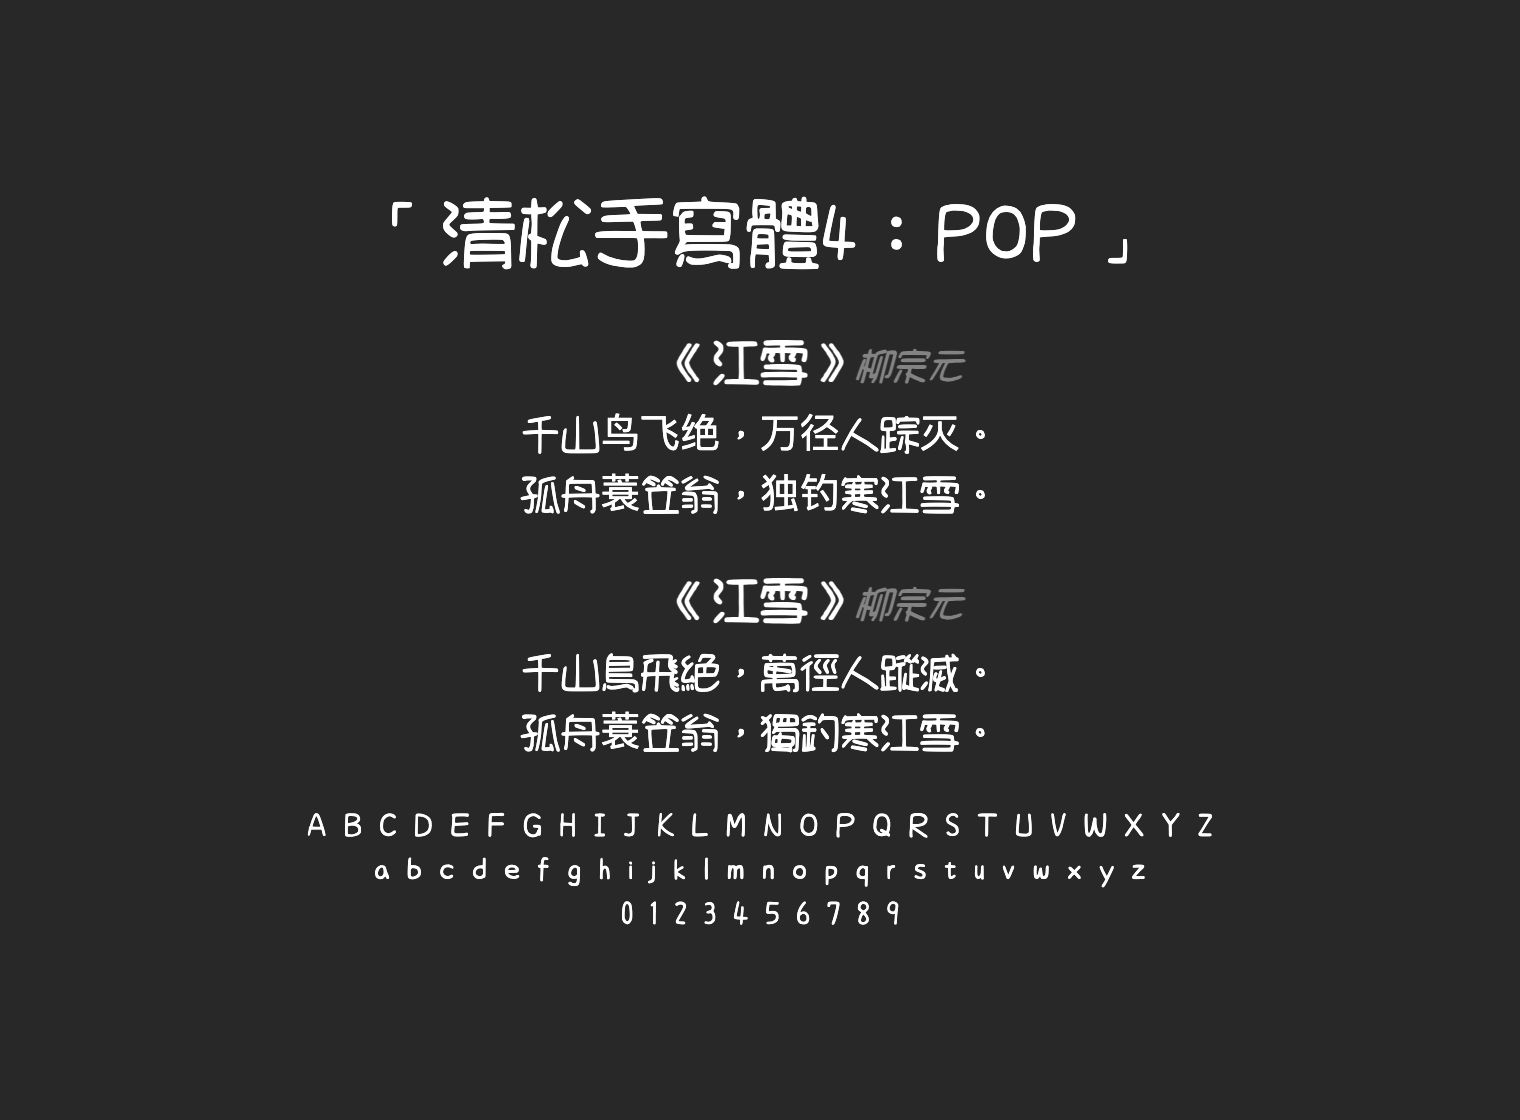 「清松手寫體4：POP」
《江雪》柳宗元
千山鸟飞绝，万径人踪灭。
孤舟蓑笠翁，独钓寒江雪。
《江雪》柳宗元
千山鳥飛絕，萬徑人蹤滅。
孤舟蓑笠翁，獨釣寒江雪。
A B C D E F G H I J K L M N O P Q R S T U V W X Y Z
a b c d e f g h i j k l m n o p q r s t u v w x y z
0 1 2 3 4 5 6 7 8 9